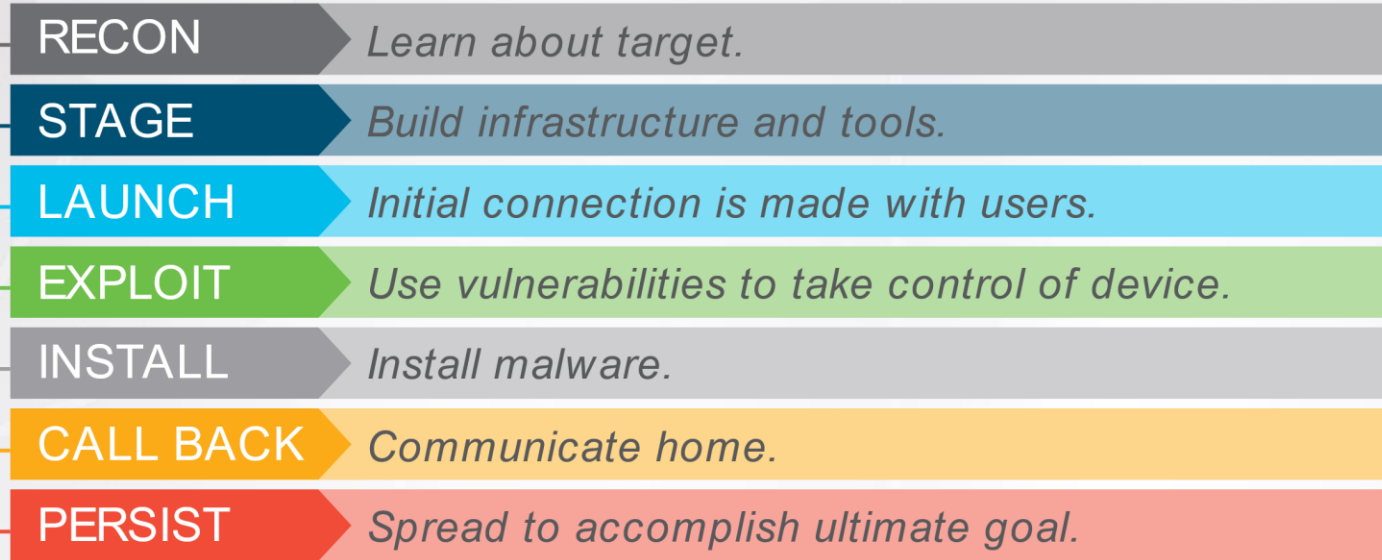 RECON Learn about target.
STAGE Build infrastructure and tools.
LAUNCH Initial connection is made with users.
EXPLOIT Use vulnerabilities to take control of device.
INSTALL Install malware.
CALL BACK Communicate home.
PERSIST Spread to accomplish ultimate goal.